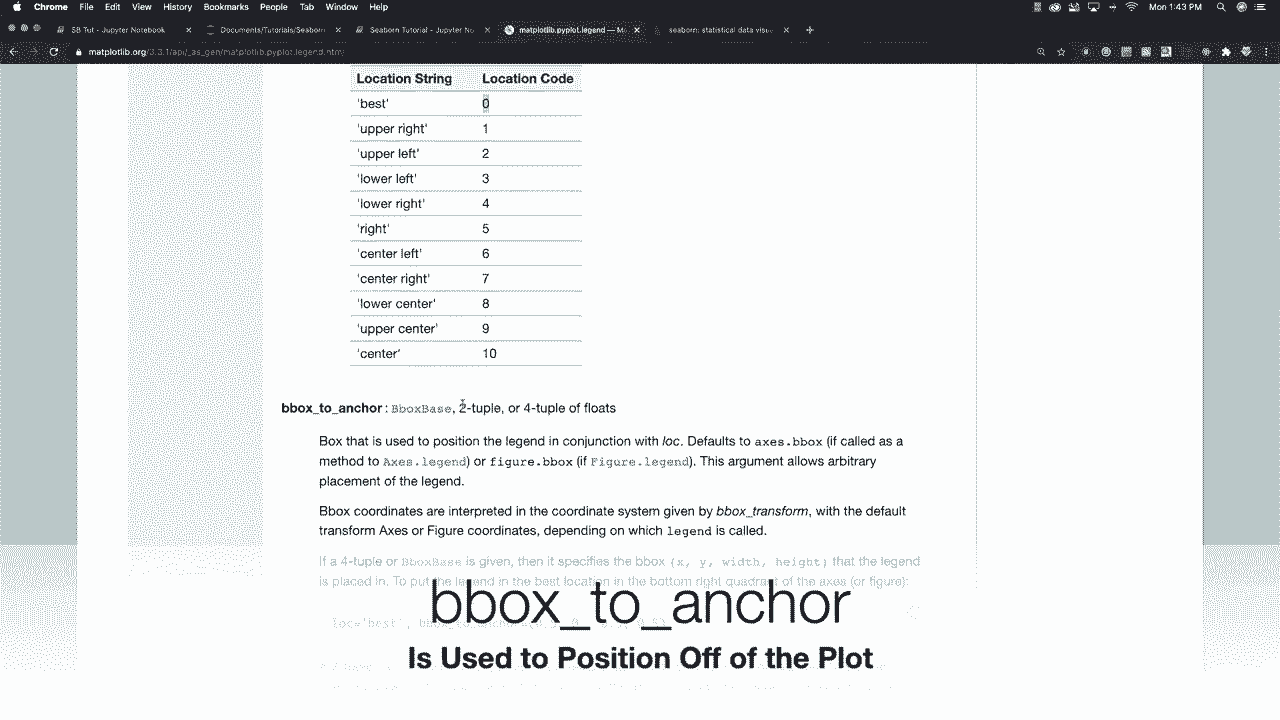 Chrome File Edit View History Bookmarks People Tab Window Help Mon 1:43 PM
SB Tut - Jupyter Notebook Documents/Tutorials/Seaborn Seaborn Tutorial - Jupyter No matplotlib.pyplot.legend — Ma seaborn: statistical data visua
matplotlib.org/3.3.1/api/_as_gen/matplotlib.pyplot.legend.html
Location String Location Code
'best' 0
'upper right' 1
'upper left' 2
'lower left' 3
'lower right' 4
'right' 5
'center left' 6
'center right' 7
'lower center' 8
'upper center' 9
'center' 10
bbox_to_anchor : BboxBase, 2-tuple, or 4-tuple of floats
Box that is used to position the legend in conjunction with loc. Defaults to axes.bbox (if called as a
method to Axes.legend) or figure.bbox (if Figure.legend). This argument allows arbitrary
placement of the legend.
Bbox coordinates are interpreted in the coordinate system given by bbox_transform, with the default
transform Axes or Figure coordinates, depending on which legend is called.
If a 4-tuple or BboxBase is given, then it specifies the bbox (x, y, width, height) that the legend
is placed in. To put the legend in the best location in the bottom right quadrant of the axes (or figure):
bbox_to_anchor
Is Used to Position Off of the Plot